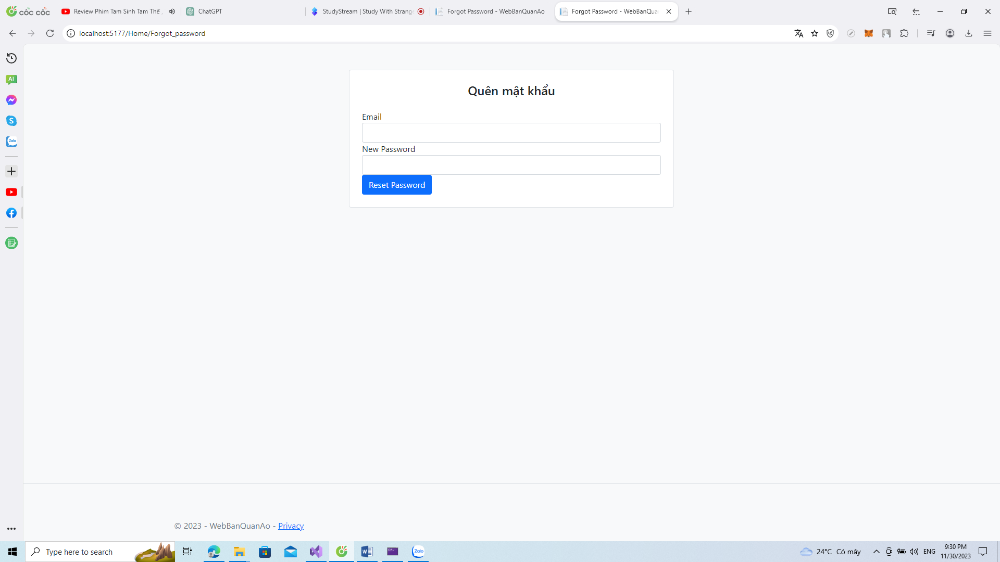 cốc cốc
Review Phim Tam Sinh Tam Thế
ChatGPT
StudyStream | Study With Strang
Forgot Password - WebBanQuanAo
Forgot Password - WebBanQua
localhost:5177/Home/Forgot_password
AI
Zalo
Quên mật khẩu
Email
New Password
Reset Password
© 2023 - WebBanQuanAo - Privacy
Type here to search
Zalo
24°C Có mây
ENG
9:30 PM
11/30/2023